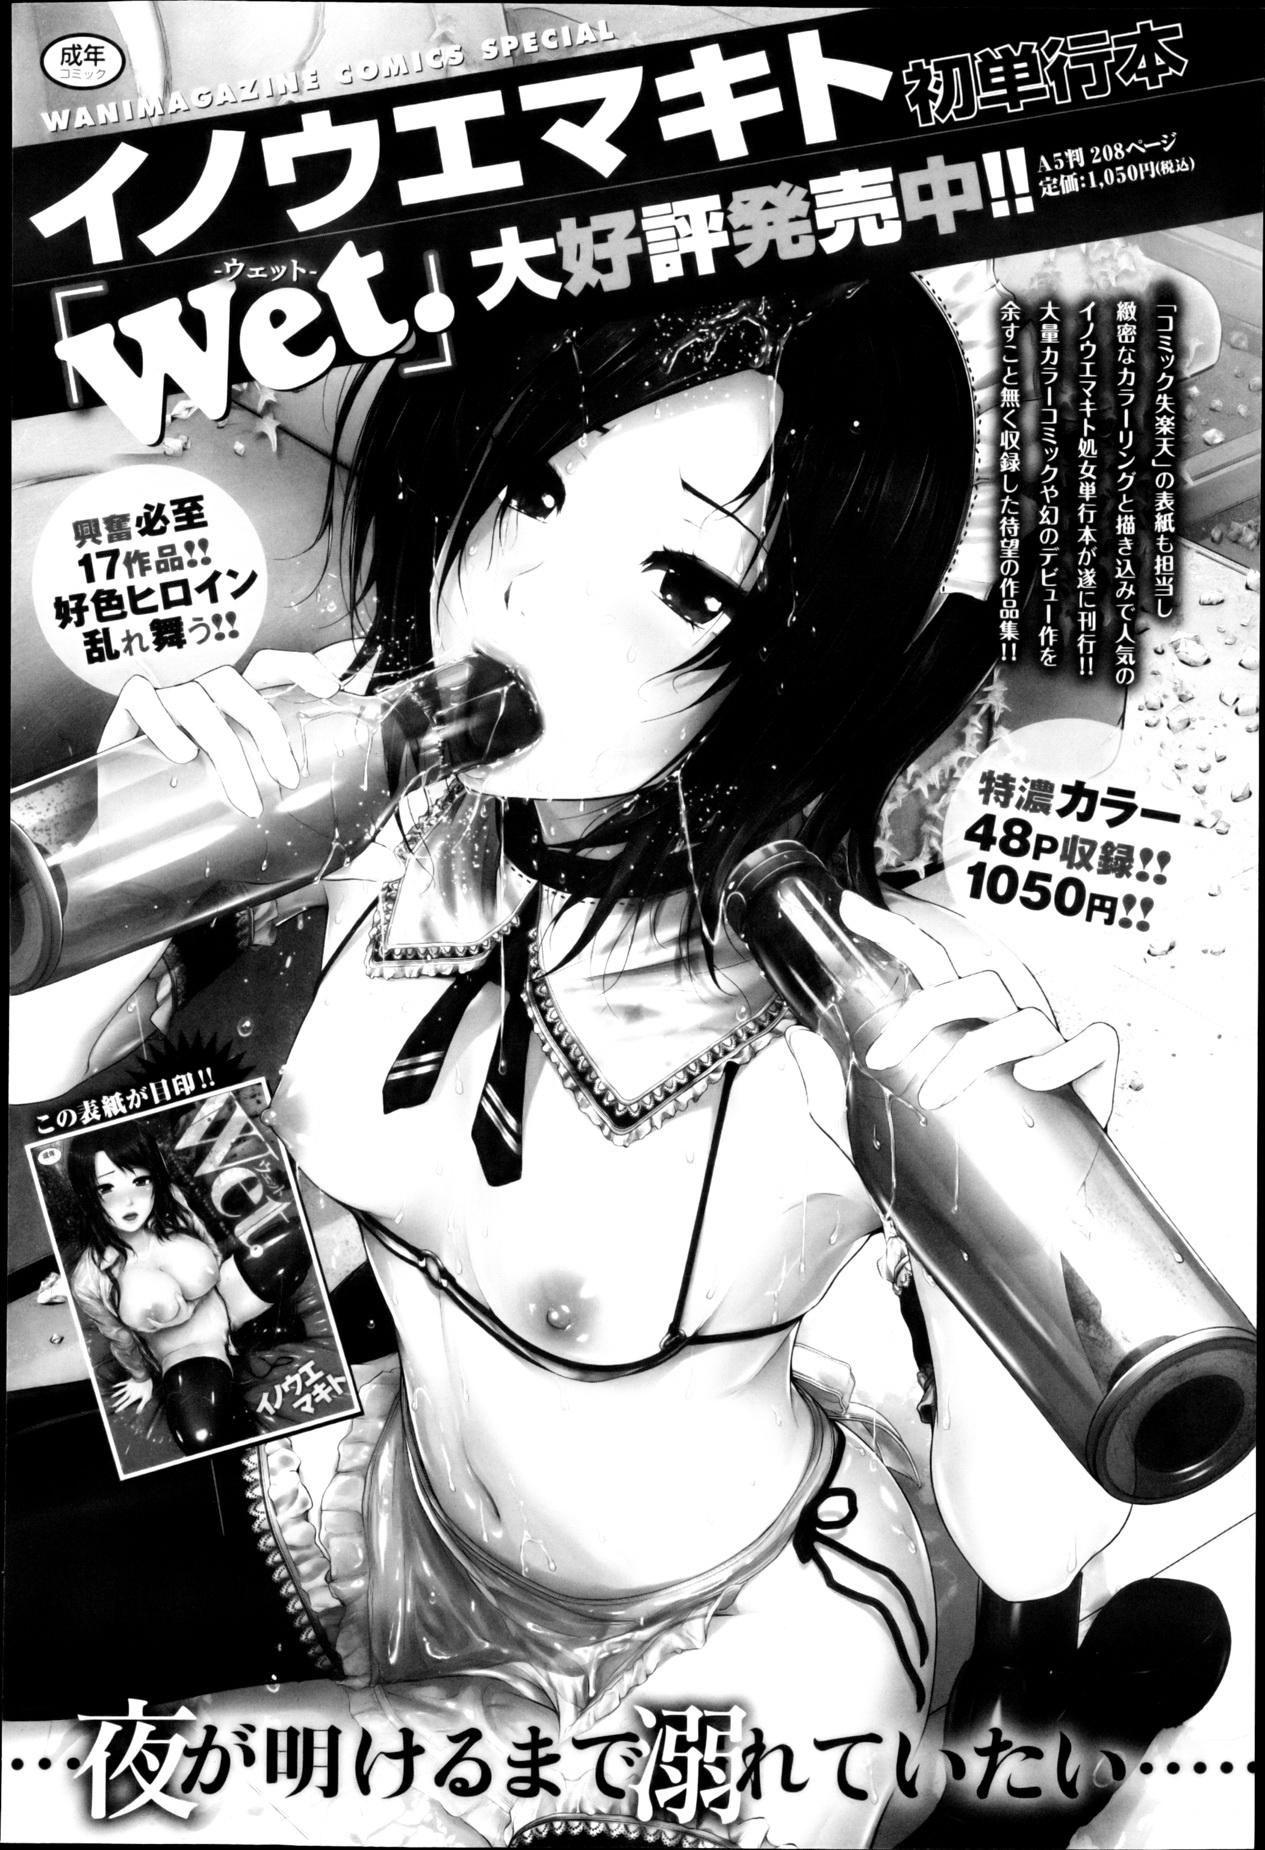 成年
コミック
WANIMAGAZINE COMICS SPECIAL
イノウエマキト 初単行本
-ウェット-
「Wet.」大好評発売中!!
A5判 208ページ
定価:1,050円(税込)
「コミック失楽天」の表紙も担当し
緻密なカラーリングと描き込みで人気の
イノウエマキト処女単行本が遂に刊行!!
大量カラーコミックや幻のデビュー作を
余すこと無く収録した待望の作品集!!
興奮必至
17作品!!
好色ヒロイン
乱れ舞う!!
特濃カラー
48P収録!!
1050円!!
この表紙が目印!!
成年
Wet.
ウェット
イノウエ
マキト
…夜が明けるまで溺れていたい……